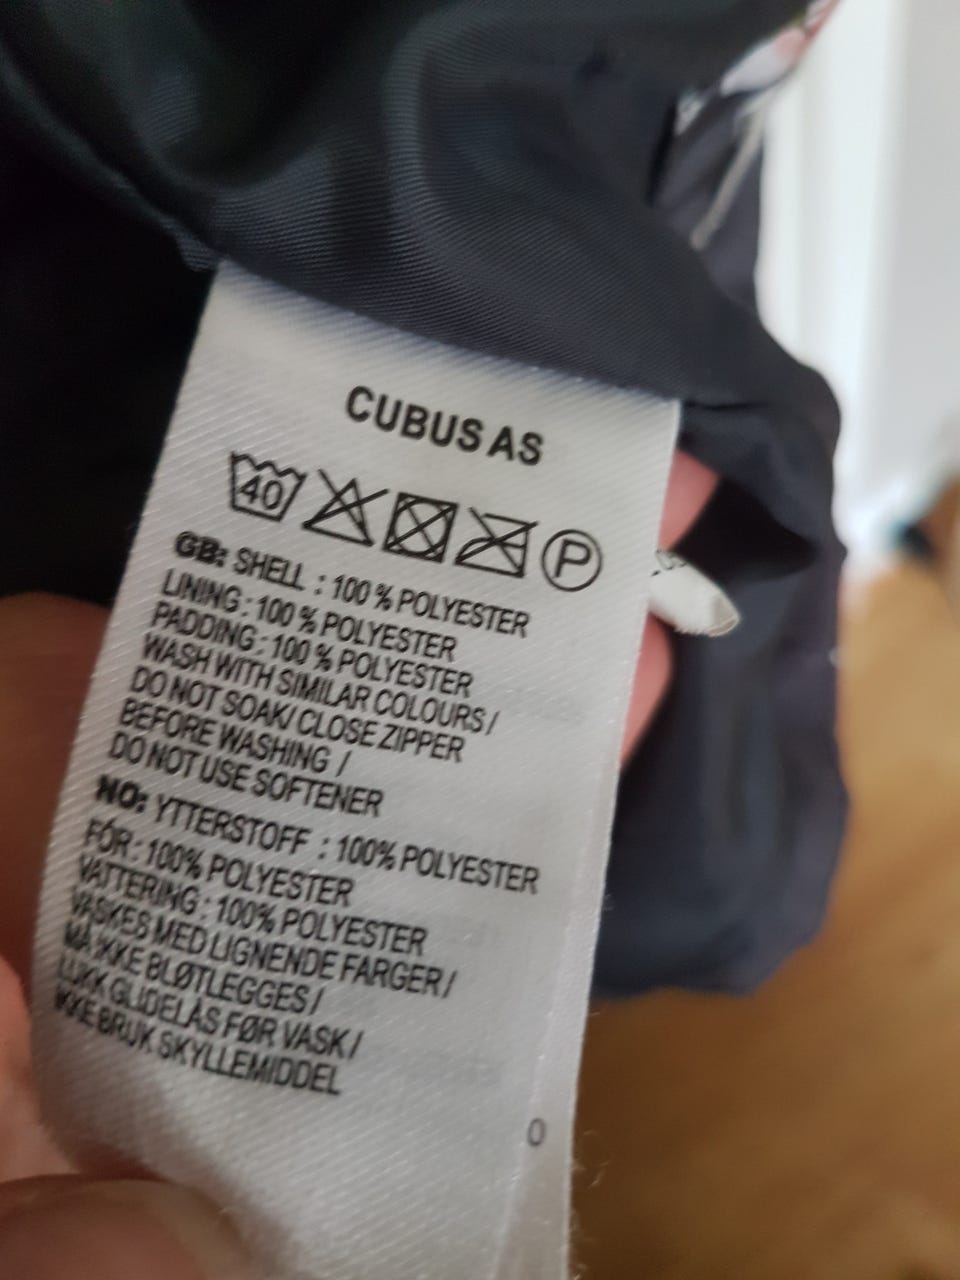 CUBUS AS
40 P
GB: SHELL : 100 % POLYESTER
LINING : 100 % POLYESTER
PADDING : 100 % POLYESTER
WASH WITH SIMILAR COLOURS /
DO NOT SOAK/ CLOSE ZIPPER
BEFORE WASHING /
DO NOT USE SOFTENER
NO: YTTERSTOFF : 100% POLYESTER
FÓR : 100% POLYESTER
VATTERING : 100% POLYESTER
VASKES MED LIGNENDE FARGER /
MÅ IKKE BLØTLEGGES /
LUKK GLIDELÅS FØR VASK /
IKKE BRUK SKYLLEMIDDEL
0